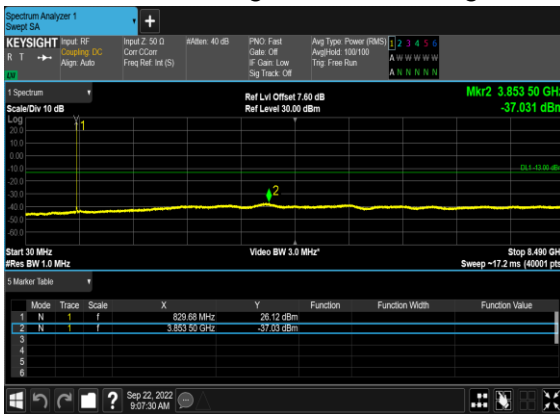 Spectrum Analyzer 1
Swept SA
KEYSIGHT Input: RF Input Z: 50 Ω #Atten: 40 dB PNO: Fast Avg Type: Power (RMS) 1 2 3 4 5 6
R T Coupling: DC Corr CCorr Gate: Off Avg|Hold: 100/100 A W W W W W
Align: Auto Freq Ref: Int (S) IF Gain: Low Trig: Free Run
Sig Track: Off A N N N N N
1 Spectrum Ref Lvl Offset 7.60 dB Mkr2 3.853 50 GHz
Scale/Div 10 dB Ref Level 30.00 dBm -37.031 dBm
Log
20.0
10.0
0.00
-10.0
-20.0
-30.0
-40.0
-50.0
-60.0
1
2
DL1 -13.00 dBm
Start 30 MHz Video BW 3.0 MHz* Stop 8.490 GHz
#Res BW 1.0 MHz Sweep ~17.2 ms (40001 pts)
5 Marker Table
Mode Trace Scale X Y Function Function Width Function Value
1 N 1 f 829.68 MHz 26.12 dBm
2 N 1 f 3.853 50 GHz -37.03 dBm
3
4
5
6
Sep 22, 2022
9:07:30 AM